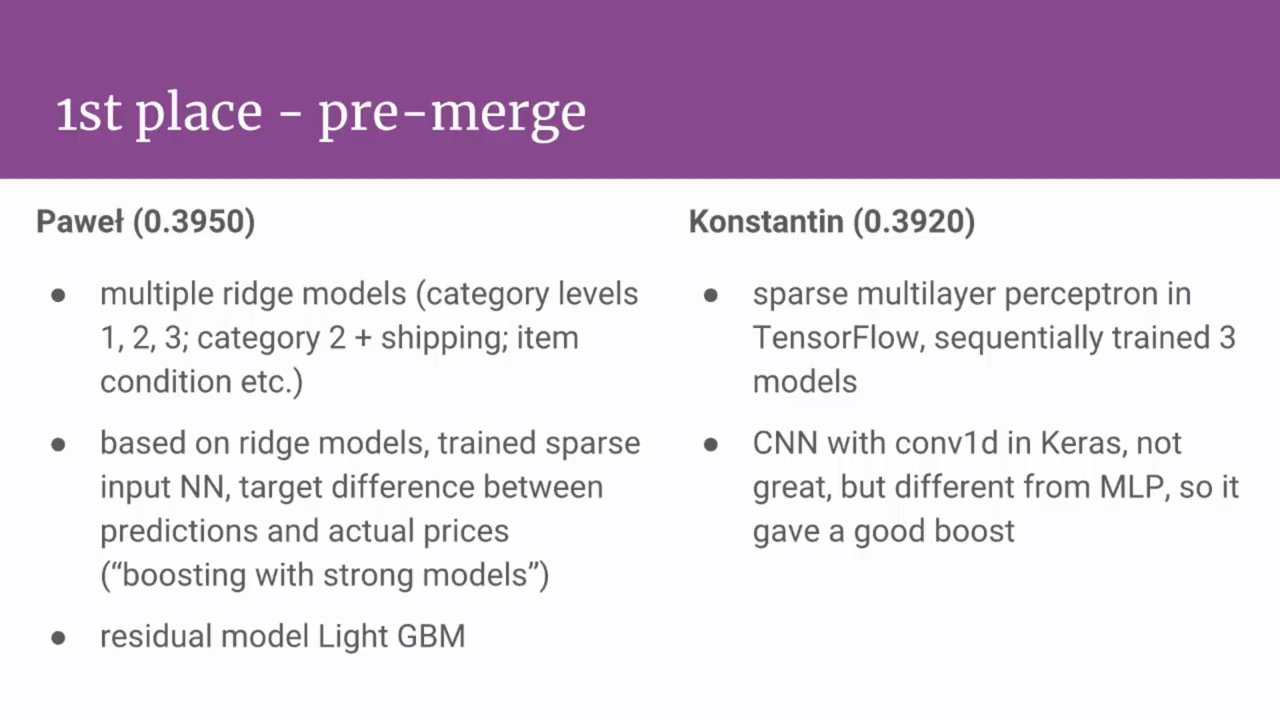 1st place - pre-merge
Paweł (0.3950)
● multiple ridge models (category levels
1, 2, 3; category 2 + shipping; item
condition etc.)
● based on ridge models, trained sparse
input NN, target difference between
predictions and actual prices
(“boosting with strong models”)
● residual model Light GBM
Konstantin (0.3920)
● sparse multilayer perceptron in
TensorFlow, sequentially trained 3
models
● CNN with conv1d in Keras, not
great, but different from MLP, so it
gave a good boost